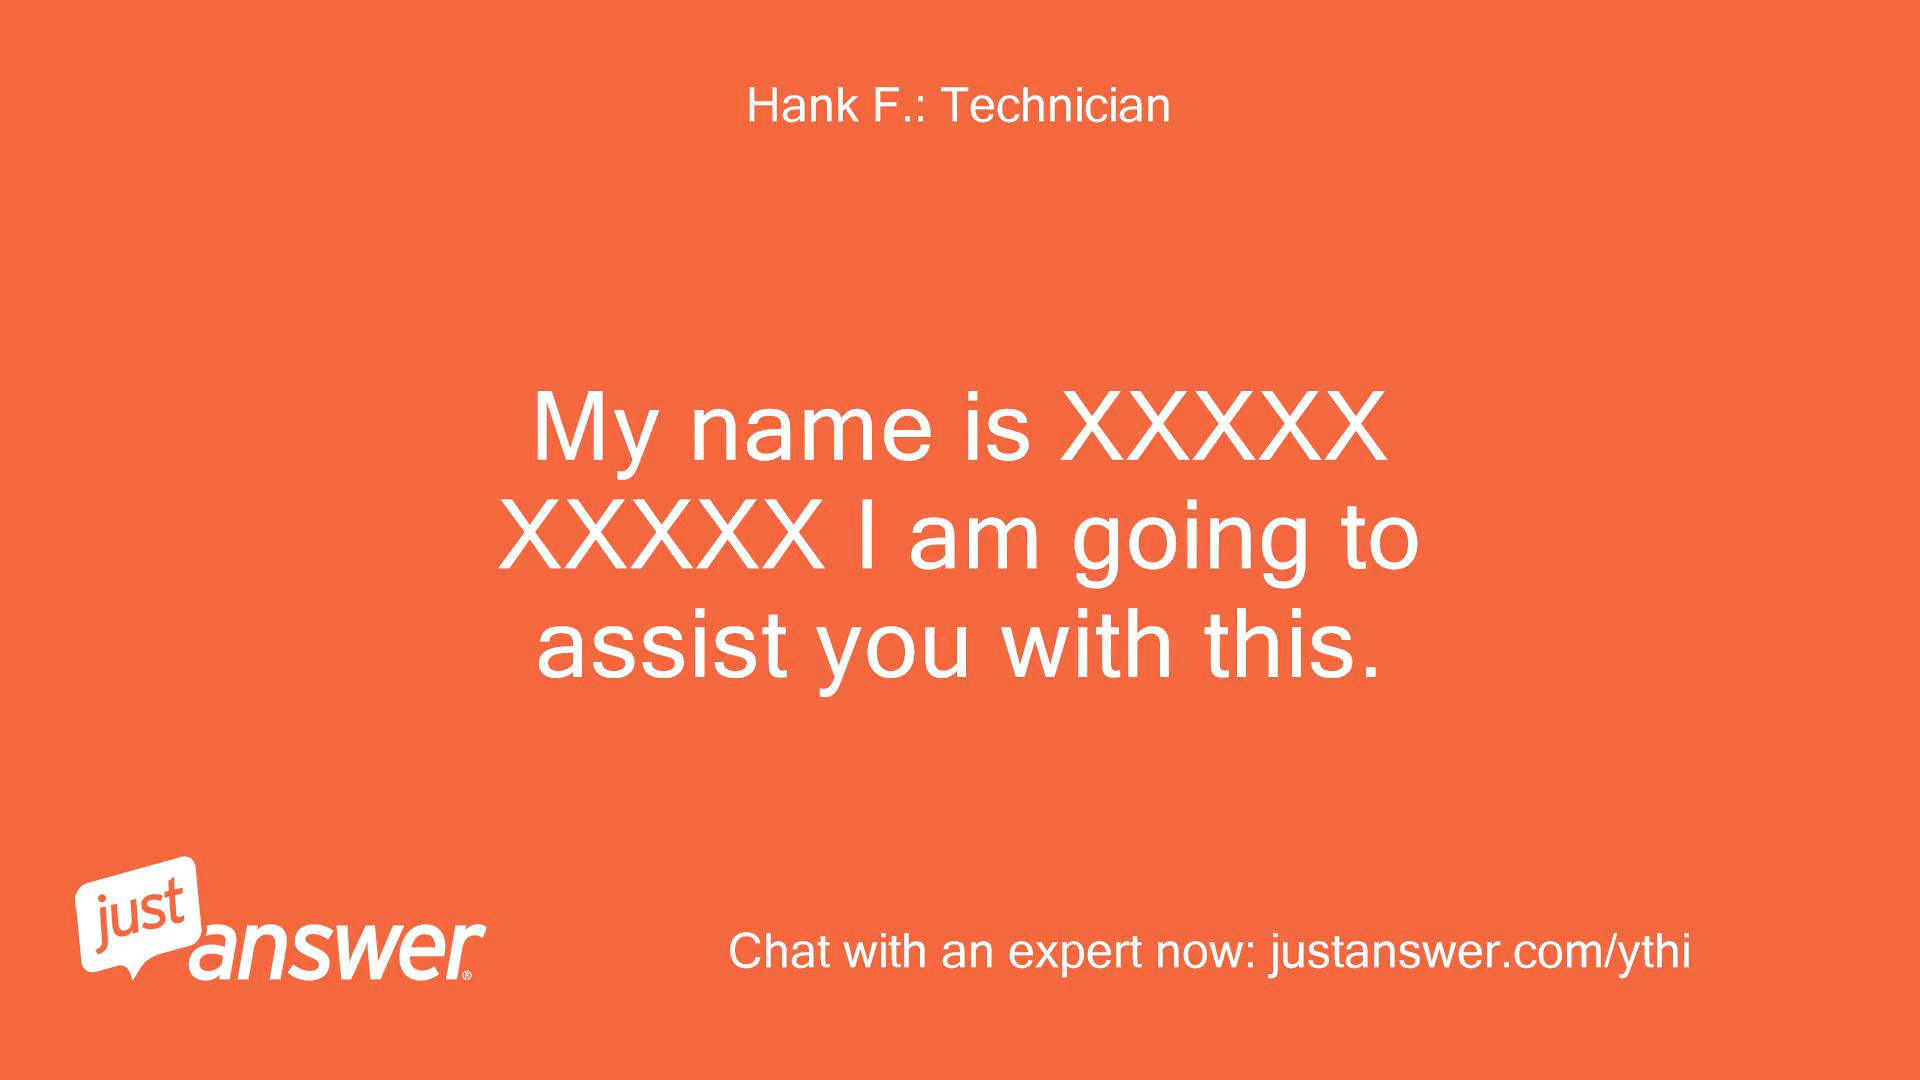 Hank F.: Technician
My name is XXXXX
XXXXX I am going to
assist you with this.
just
answer®
Chat with an expert now: justanswer.com/ythi